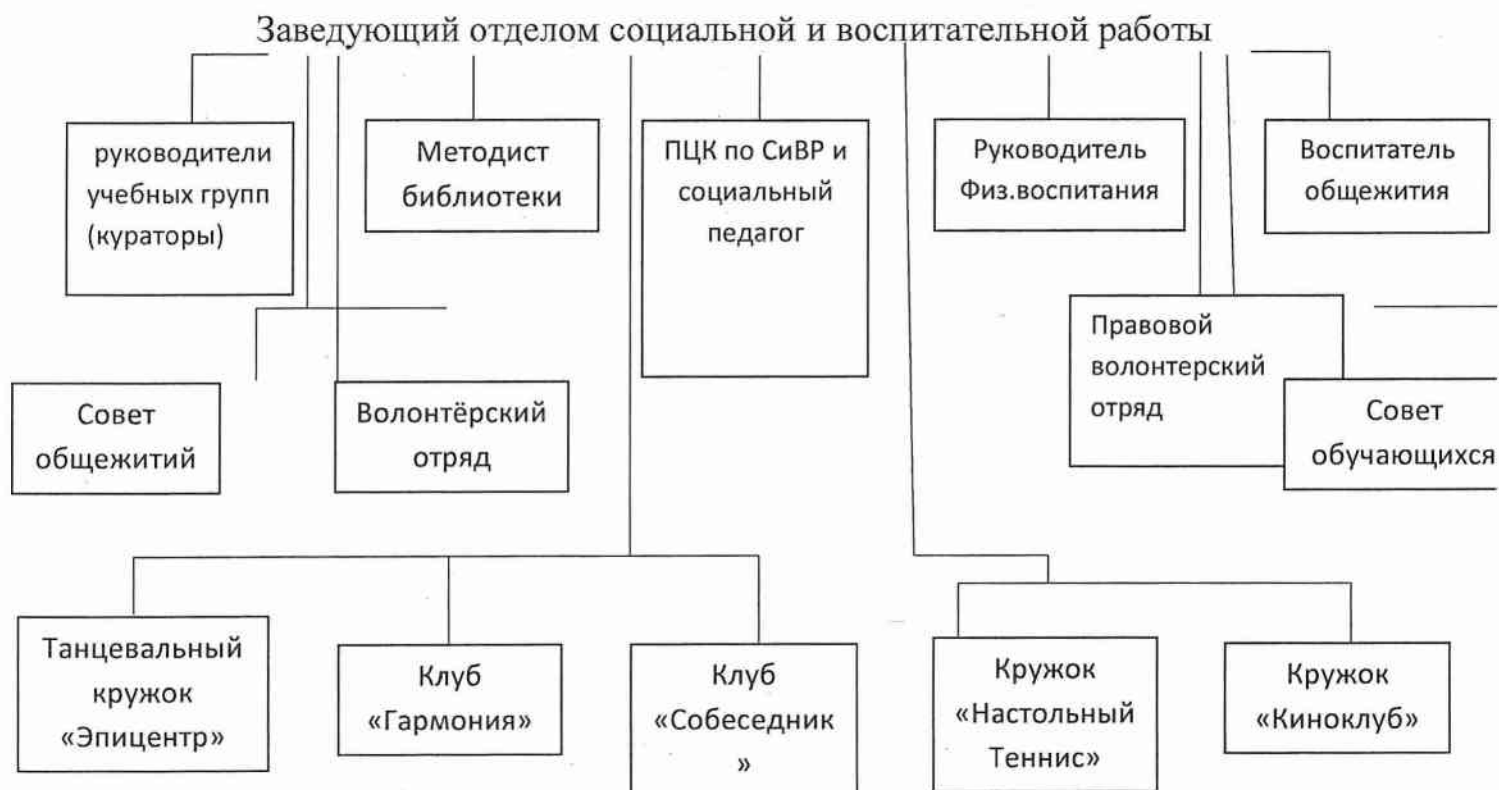 Заведующий отделом социальной и воспитательной работы
руководители
учебных групп
(кураторы)
Методист
библиотеки
ПЦК по СиВР и
социальный
педагог
Руководитель
Физ.воспитания
Воспитатель
общежития
Совет
общежитий
Волонтёрский
отряд
Правовой
волонтерский
отряд
Совет
обучающихся
Танцевальный
кружок
«Эпицентр»
Клуб
«Гармония»
Клуб
«Собеседник
»
Кружок
«Настольный
Теннис»
Кружок
«Киноклуб»